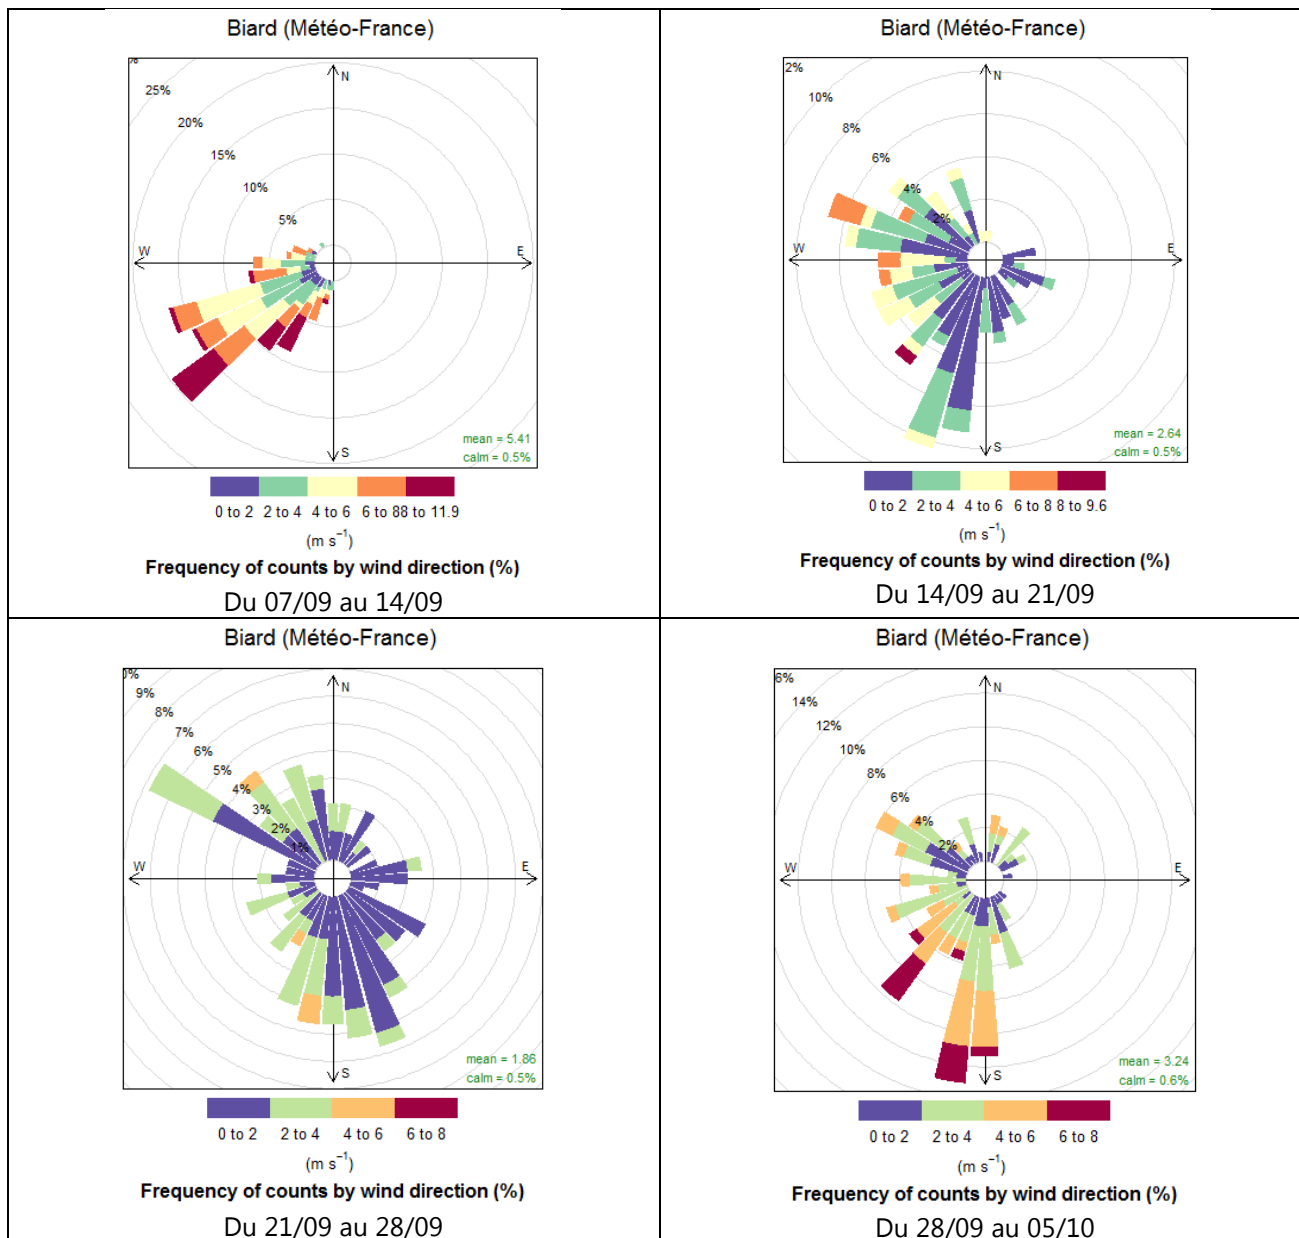 Biard (Météo-France)
%
25%
20%
15%
10%
5%
N
W
E
S
mean = 5.41
calm = 0.5%
0 to 2 2 to 4 4 to 6 6 to 88 to 11.9
(m s⁻¹)
Frequency of counts by wind direction (%)
Du 07/09 au 14/09
Biard (Météo-France)
2%
10%
8%
6%
4%
2%
N
W
E
S
mean = 2.64
calm = 0.5%
0 to 2 2 to 4 4 to 6 6 to 8 8 to 9.6
(m s⁻¹)
Frequency of counts by wind direction (%)
Du 14/09 au 21/09
Biard (Météo-France)
)%
9%
8%
7%
6%
5%
4%
3%
2%
1%
N
W
E
S
mean = 1.86
calm = 0.5%
0 to 2 2 to 4 4 to 6 6 to 8
(m s⁻¹)
Frequency of counts by wind direction (%)
Du 21/09 au 28/09
Biard (Météo-France)
6%
14%
12%
10%
8%
6%
4%
2%
N
W
E
S
mean = 3.24
calm = 0.6%
0 to 2 2 to 4 4 to 6 6 to 8
(m s⁻¹)
Frequency of counts by wind direction (%)
Du 28/09 au 05/10